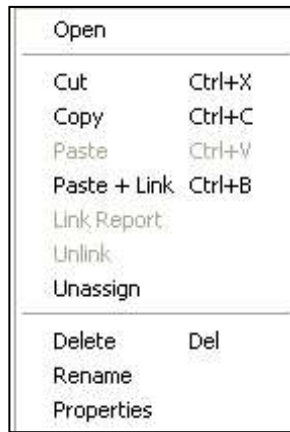 Open
Cut Ctrl+X
Copy Ctrl+C
Paste Ctrl+V
Paste + Link Ctrl+B
Link Report
Unlink
Unassign
Delete Del
Rename
Properties